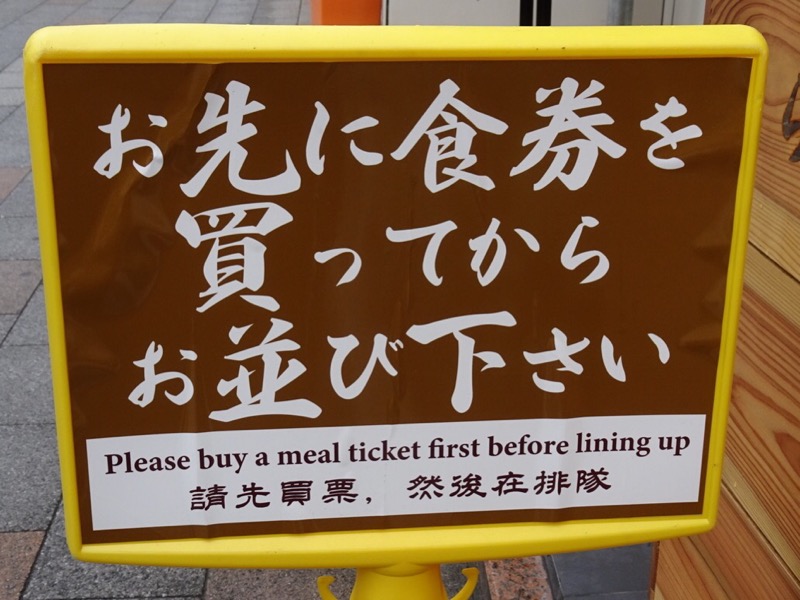 お先に食券を
買ってから
お並び下さい
Please buy a meal ticket first before lining up
請先買票，然後在排隊